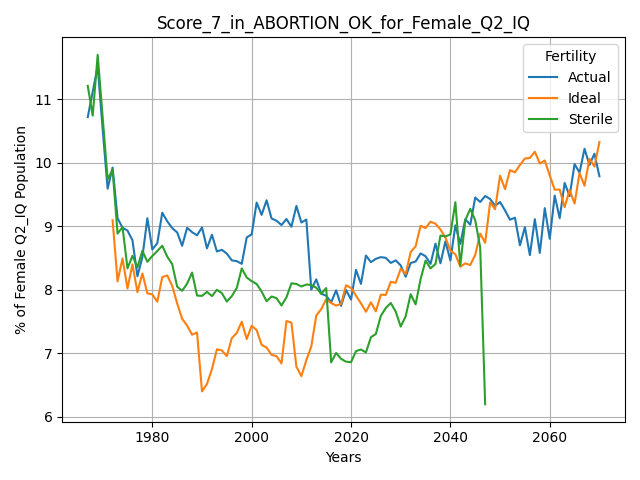 Score_7_in_ABORTION_OK_for_Female_Q2_IQ
Fertility
Actual
Ideal
Sterile
% of Female Q2_IQ Population
11
10
9
8
7
6
1980
2000
2020
2040
2060
Years